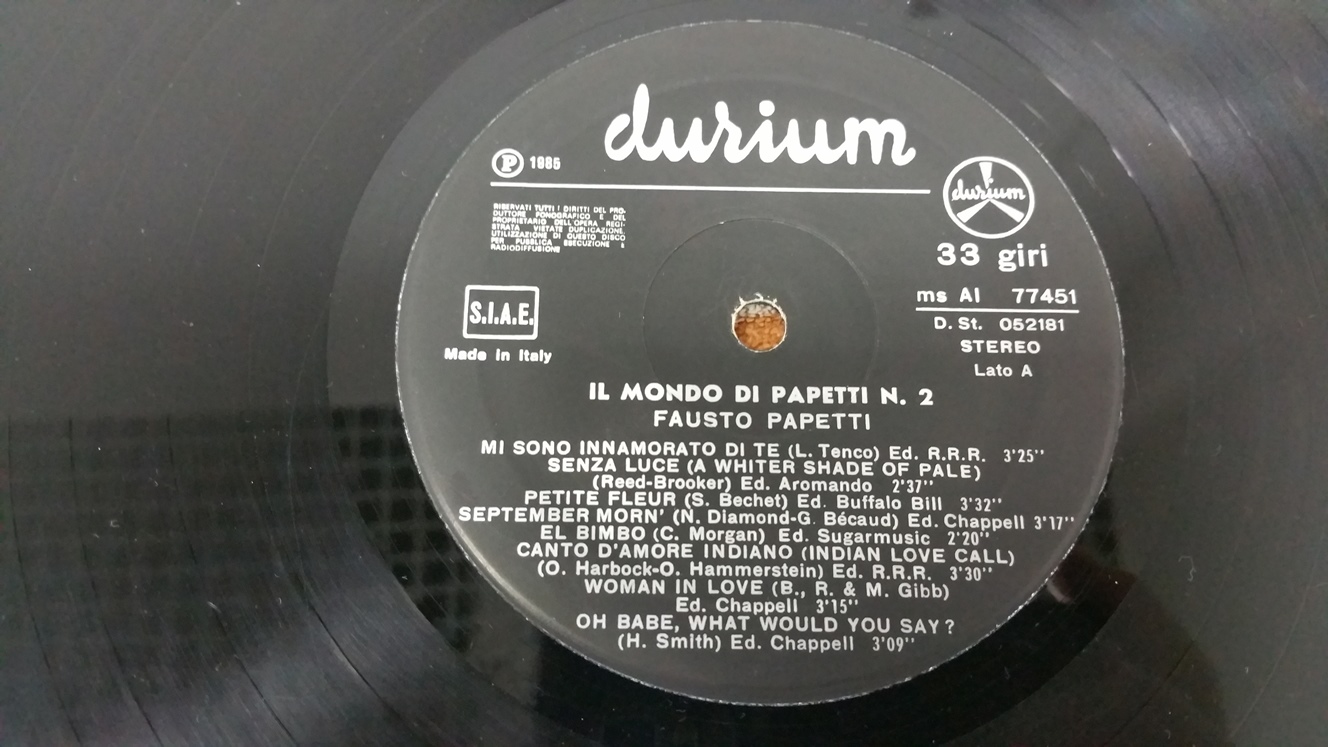 durium
℗ 1985
durium
RISERVATI TUTTI I DIRITTI DEL PRO-
DUTTORE FONOGRAFICO E DEL
PROPRIETARIO DELL'OPERA REGI-
STRATA VIETATE DUPLICAZIONE,
UTILIZZAZIONE DI QUESTO DISCO
PER PUBBLICA ESECUZIONE E
RADIODIFFUSIONE
33 giri
S.I.A.E.
Made in Italy
ms AI 77451
D. St. 052181
STEREO
Lato A
IL MONDO DI PAPETTI N. 2
FAUSTO PAPETTI
MI SONO INNAMORATO DI TE (L. Tenco) Ed. R.R.R. 3'25''
SENZA LUCE (A WHITER SHADE OF PALE)
(Reed-Brooker) Ed. Aromando 2'37''
PETITE FLEUR (S. Bechet) Ed. Buffalo Bill 3'32''
SEPTEMBER MORN' (N. Diamond-G. Bécaud) Ed. Chappell 3'17''
EL BIMBO (C. Morgan) Ed. Sugarmusic 2'20''
CANTO D'AMORE INDIANO (INDIAN LOVE CALL)
(O. Harbock-O. Hammerstein) Ed. R.R.R. 3'30''
WOMAN IN LOVE (B., R. & M. Gibb)
Ed. Chappell 3'15''
OH BABE, WHAT WOULD YOU SAY?
(H. Smith) Ed. Chappell 3'09''